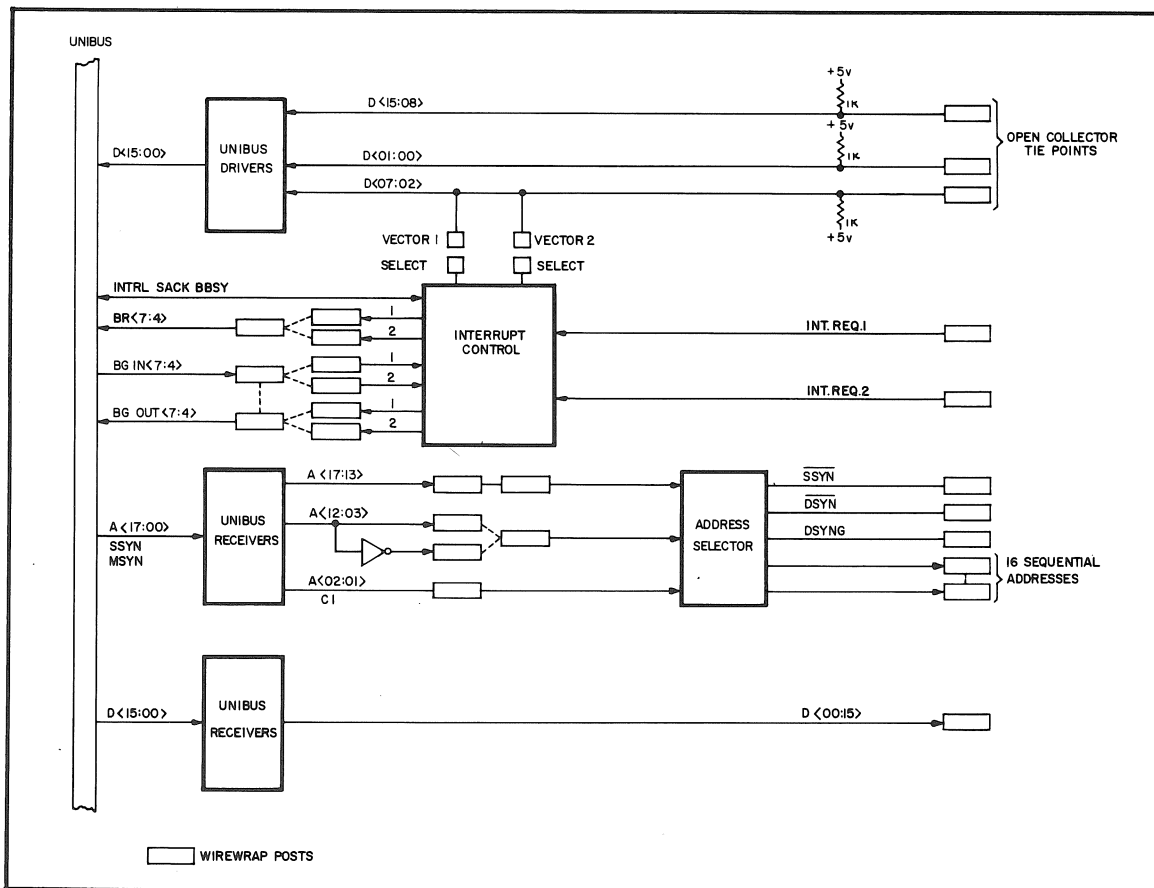 UNIBUS
D<15:00>
UNIBUS
DRIVERS
D<15:08>
D<01:00>
D<07:02>
+5v
1K
+5v
1K
1K
+5v
OPEN COLLECTOR
TIE POINTS
VECTOR 1
SELECT
VECTOR 2
SELECT
INTRL SACK BBSY
BR<7:4>
1
2
BG IN<7:4>
1
2
BG OUT<7:4>
1
2
INTERRUPT
CONTROL
INT.REQ.1
INT.REQ.2
A<17:00>
SSYN
MSYN
UNIBUS
RECEIVERS
A<17:13>
A<12:03>
A<02:01>
C1
ADDRESS
SELECTOR
SSYN
DSYN
DSYNG
16 SEQUENTIAL
ADDRESSES
D<15:00>
UNIBUS
RECEIVERS
D<00:15>
WIREWRAP POSTS